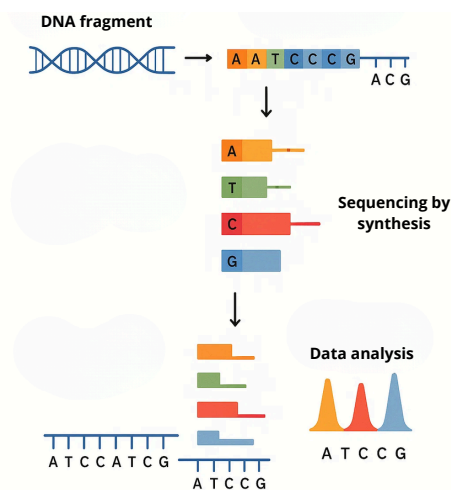 DNA fragment
A A T C C C G
A C G
A
T
C
G
Sequencing by
synthesis
Data analysis
A T C C A T C G
A T C C G
A T C C G